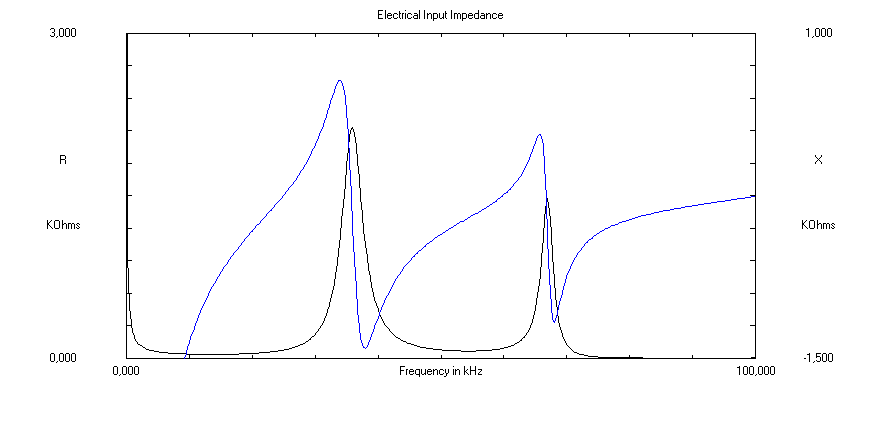 Electrical Input Impedance
3,000 1,000
R X
KOhms KOhms
0,000 -1,500
0,000 Frequency in kHz 100,000